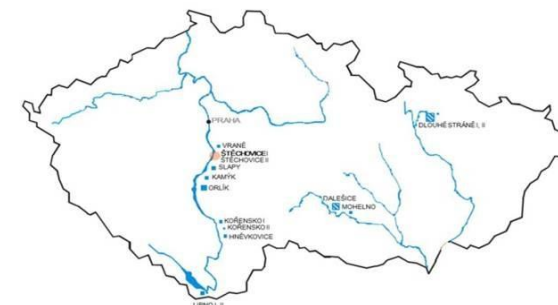 PRAHA
VRANÉ
ŠTĚCHOVICE I
ŠTĚCHOVICE II
SLAPY
KAMÝK
ORLÍK
KOŘENSKO I
KOŘENSKO II
HNĚVKOVICE
DLOUHÉ STRÁNĚ I, II
DALEŠICE
MOHELNO